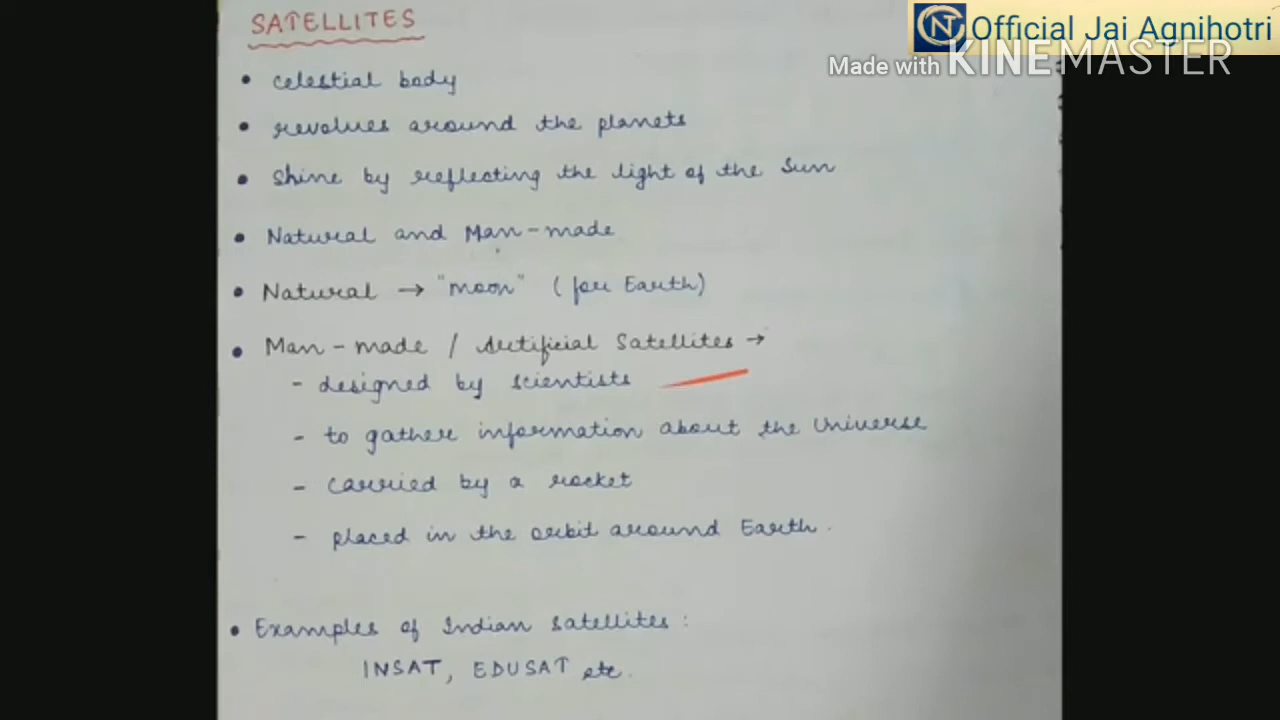 SATELLITES
Official Jai Agnihotri
Made with KINEMASTER
• celestial body
• revolves around the planets
• Shine by reflecting the light of the Sun
• Natural and Man-made
• Natural → "moon" (for Earth)
• Man-made / Artificial Satellites →
- designed by scientists
- to gather information about the Universe
- carried by a rocket
- placed in the orbit around Earth.
• Examples of Indian satellites:
INSAT, EDUSAT etc.